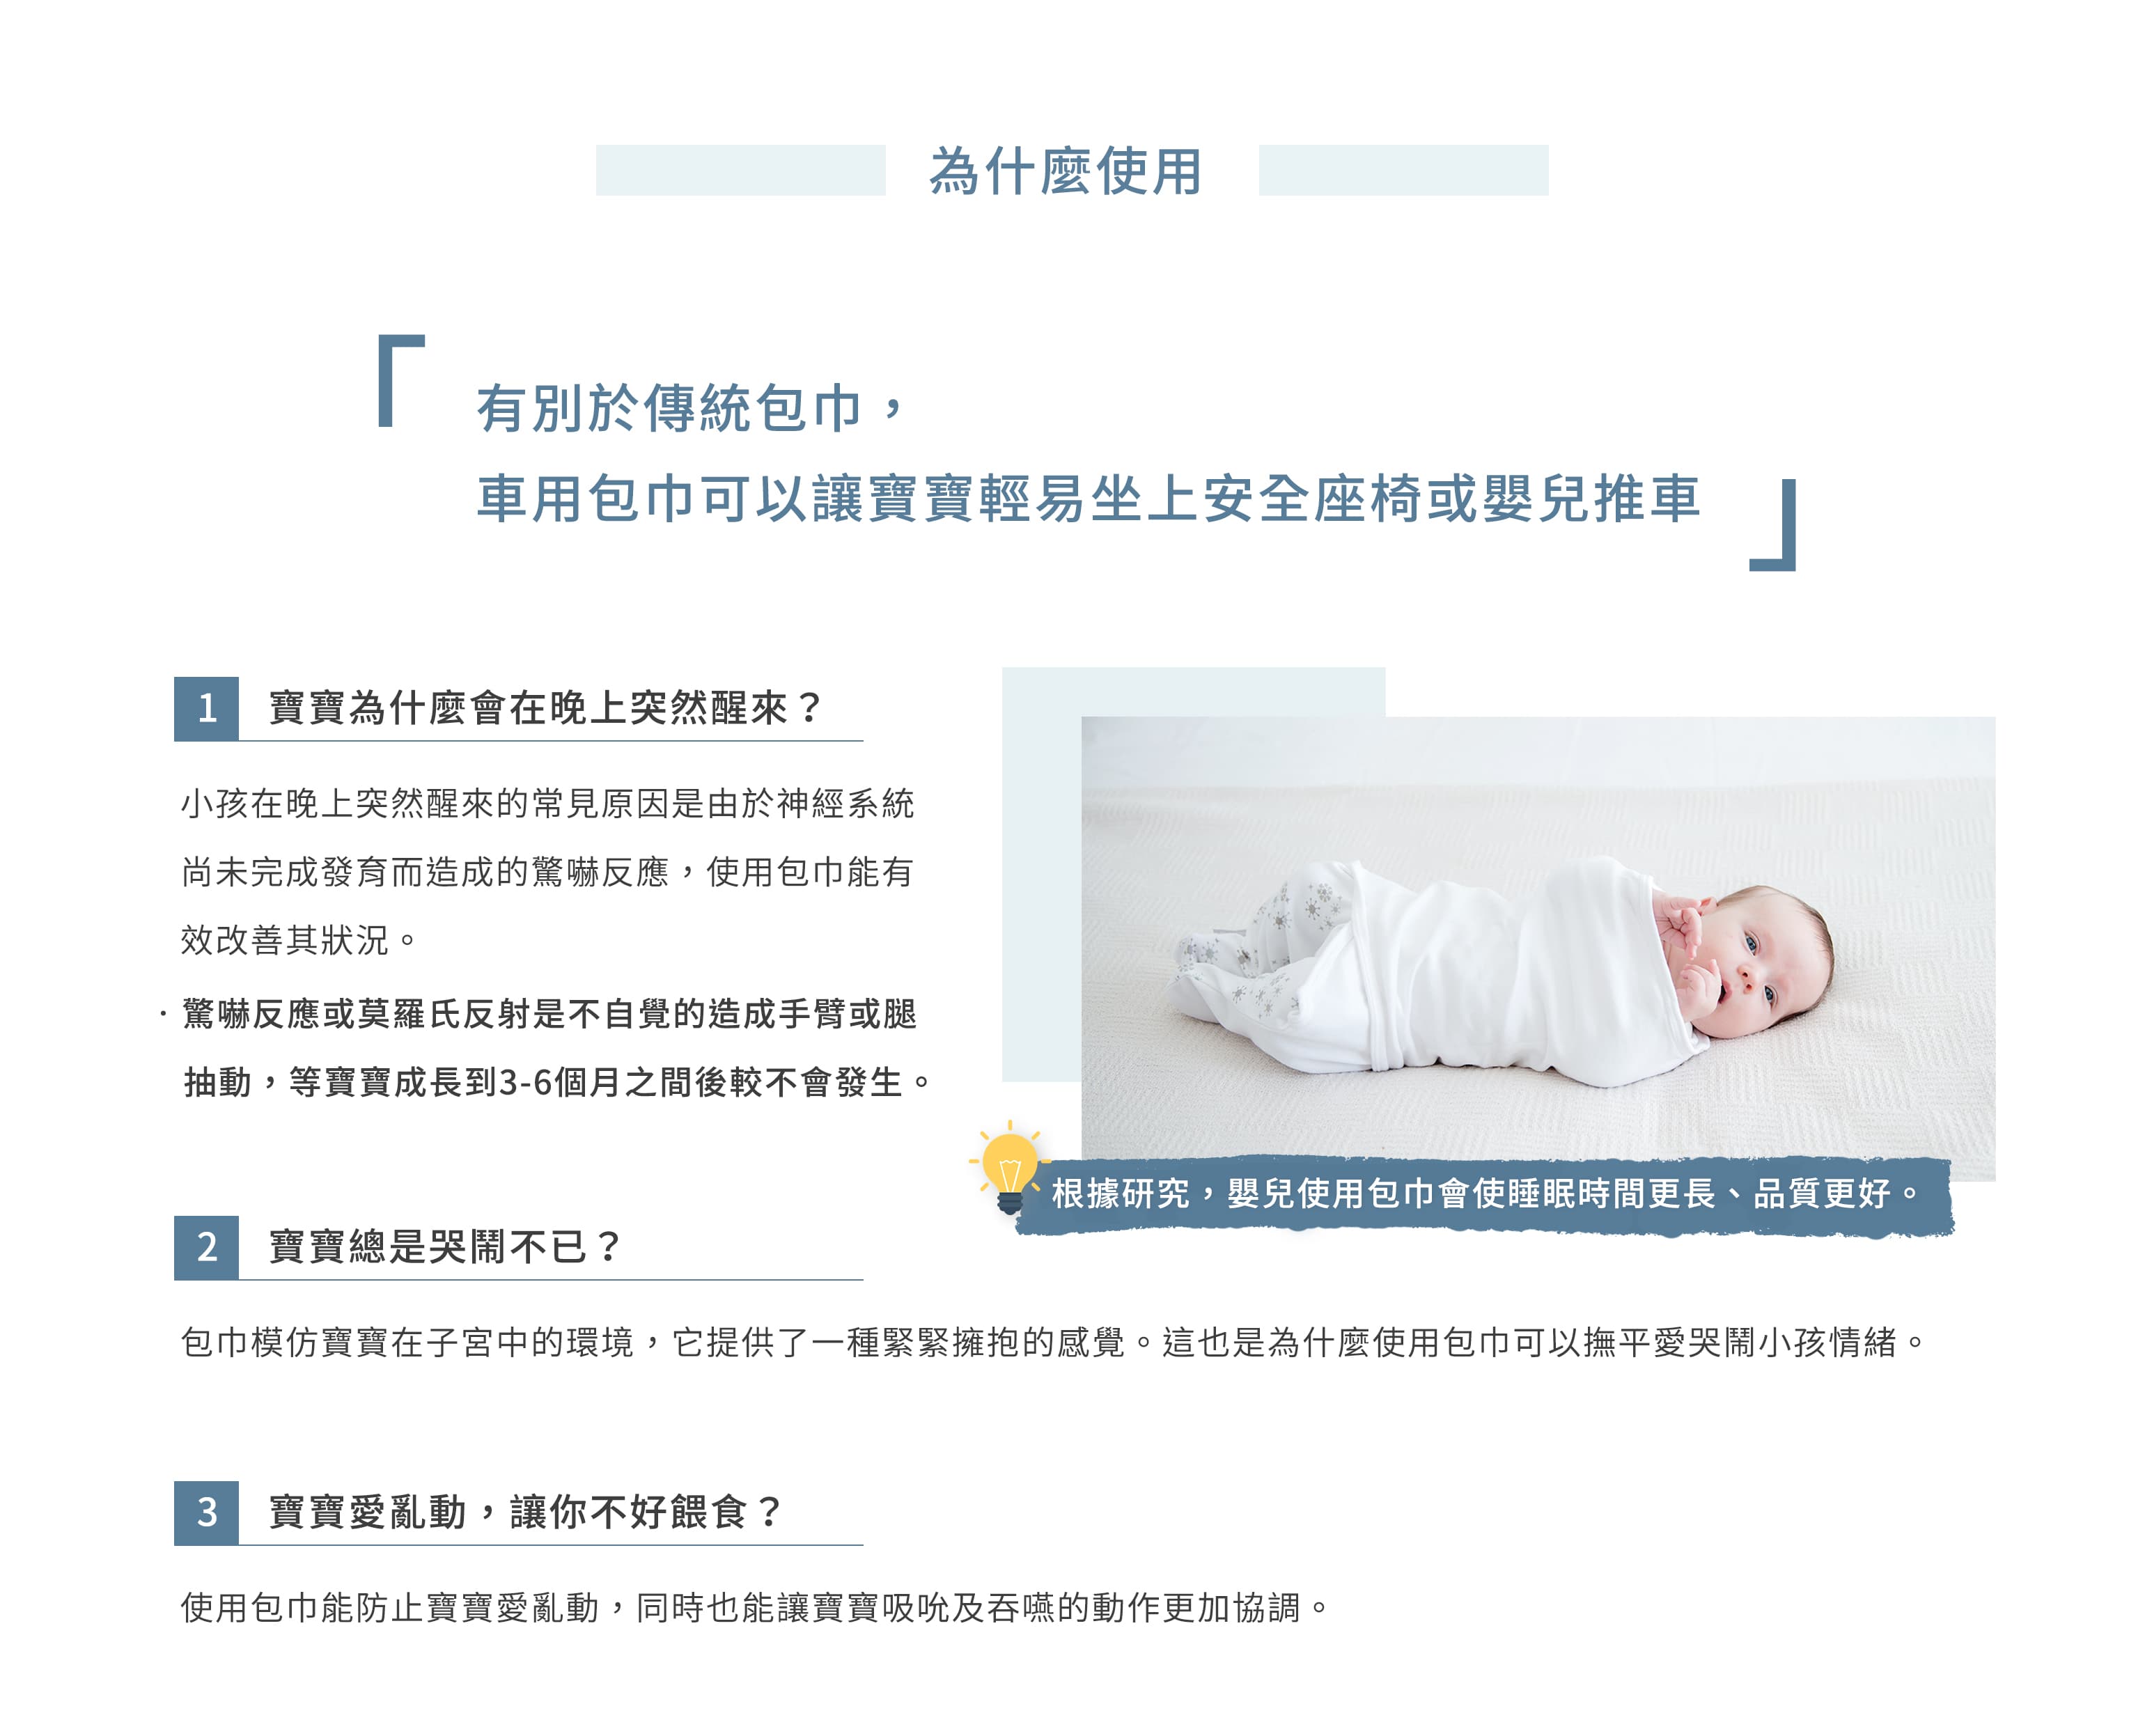 為什麼使用
「有別於傳統包巾，
車用包巾可以讓寶寶輕易坐上安全座椅或嬰兒推車」
1 寶寶為什麼會在晚上突然醒來？
小孩在晚上突然醒來的常見原因是由於神經系統
尚未完成發育而造成的驚嚇反應，使用包巾能有
效改善其狀況。
· 驚嚇反應或莫羅氏反射是不自覺的造成手臂或腿
抽動，等寶寶成長到3-6個月之間後較不會發生。
根據研究，嬰兒使用包巾會使睡眠時間更長、品質更好。
2 寶寶總是哭鬧不已？
包巾模仿寶寶在子宮中的環境，它提供了一種緊緊擁抱的感覺。這也是為什麼使用包巾可以撫平愛哭鬧小孩情緒。
3 寶寶愛亂動，讓你不好餵食？
使用包巾能防止寶寶愛亂動，同時也能讓寶寶吸吮及吞嚥的動作更加協調。